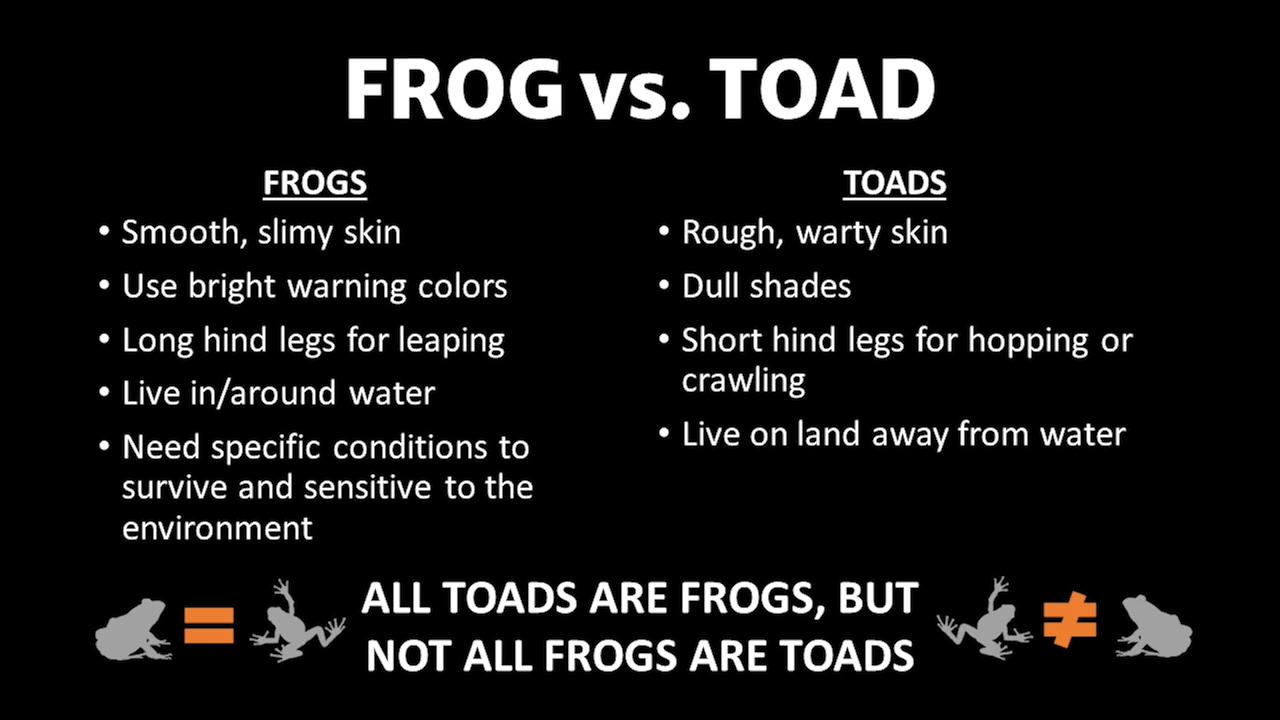 FROG vs. TOAD
FROGS
• Smooth, slimy skin
• Use bright warning colors
• Long hind legs for leaping
• Live in/around water
• Need specific conditions to
survive and sensitive to the
environment
TOADS
• Rough, warty skin
• Dull shades
• Short hind legs for hopping or
crawling
• Live on land away from water
=
ALL TOADS ARE FROGS, BUT
NOT ALL FROGS ARE TOADS
≠